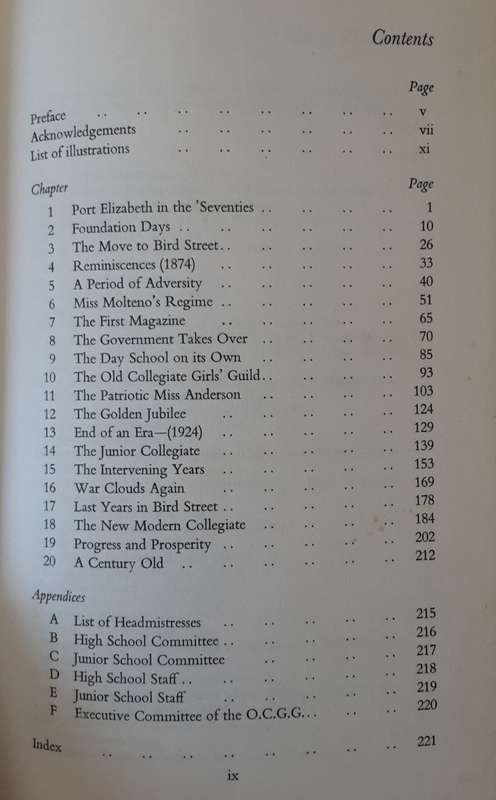 Contents
Page
Preface .. .. .. .. .. .. .. v
Acknowledgements .. .. .. .. .. .. vii
List of illustrations .. .. .. .. .. .. xi
Chapter Page
1 Port Elizabeth in the 'Seventies .. .. .. .. 1
2 Foundation Days .. .. .. .. .. .. 10
3 The Move to Bird Street .. .. .. .. .. 26
4 Reminiscences (1874) .. .. .. .. .. 33
5 A Period of Adversity .. .. .. .. .. 40
6 Miss Molteno's Regime .. .. .. .. .. 51
7 The First Magazine .. .. .. .. .. 65
8 The Government Takes Over .. .. .. .. 70
9 The Day School on its Own .. .. .. .. 85
10 The Old Collegiate Girls' Guild .. .. .. .. 93
11 The Patriotic Miss Anderson .. .. .. .. 103
12 The Golden Jubilee .. .. .. .. .. 124
13 End of an Era—(1924) .. .. .. .. .. 129
14 The Junior Collegiate .. .. .. .. .. 139
15 The Intervening Years .. .. .. .. .. 153
16 War Clouds Again .. .. .. .. .. 169
17 Last Years in Bird Street .. .. .. .. .. 178
18 The New Modern Collegiate .. .. .. .. 184
19 Progress and Prosperity .. .. .. .. .. 202
20 A Century Old .. .. .. .. .. .. 212
Appendices
A List of Headmistresses .. .. .. .. .. 215
B High School Committee .. .. .. .. .. 216
C Junior School Committee .. .. .. .. 217
D High School Staff .. .. .. .. .. .. 218
E Junior School Staff .. .. .. .. .. 219
F Executive Committee of the O.C.G.G. .. .. .. 220
Index .. .. .. .. .. .. .. .. 221
ix